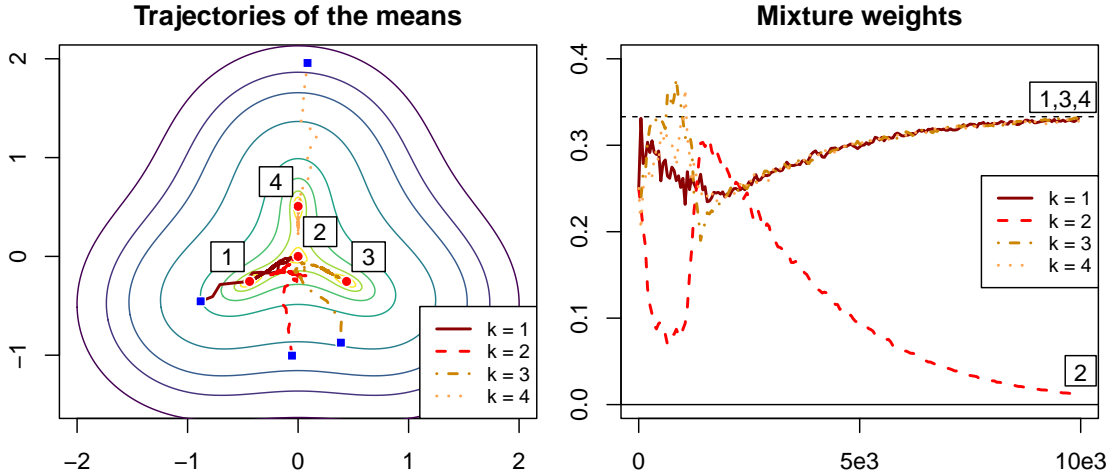 Trajectories of the means
2
1
0
−1
−2
−1
0
1
2
1
2
3
4
k = 1
k = 2
k = 3
k = 4
Mixture weights
0.4
0.3
0.2
0.1
0.0
0
5e3
10e3
1,3,4
2
k = 1
k = 2
k = 3
k = 4